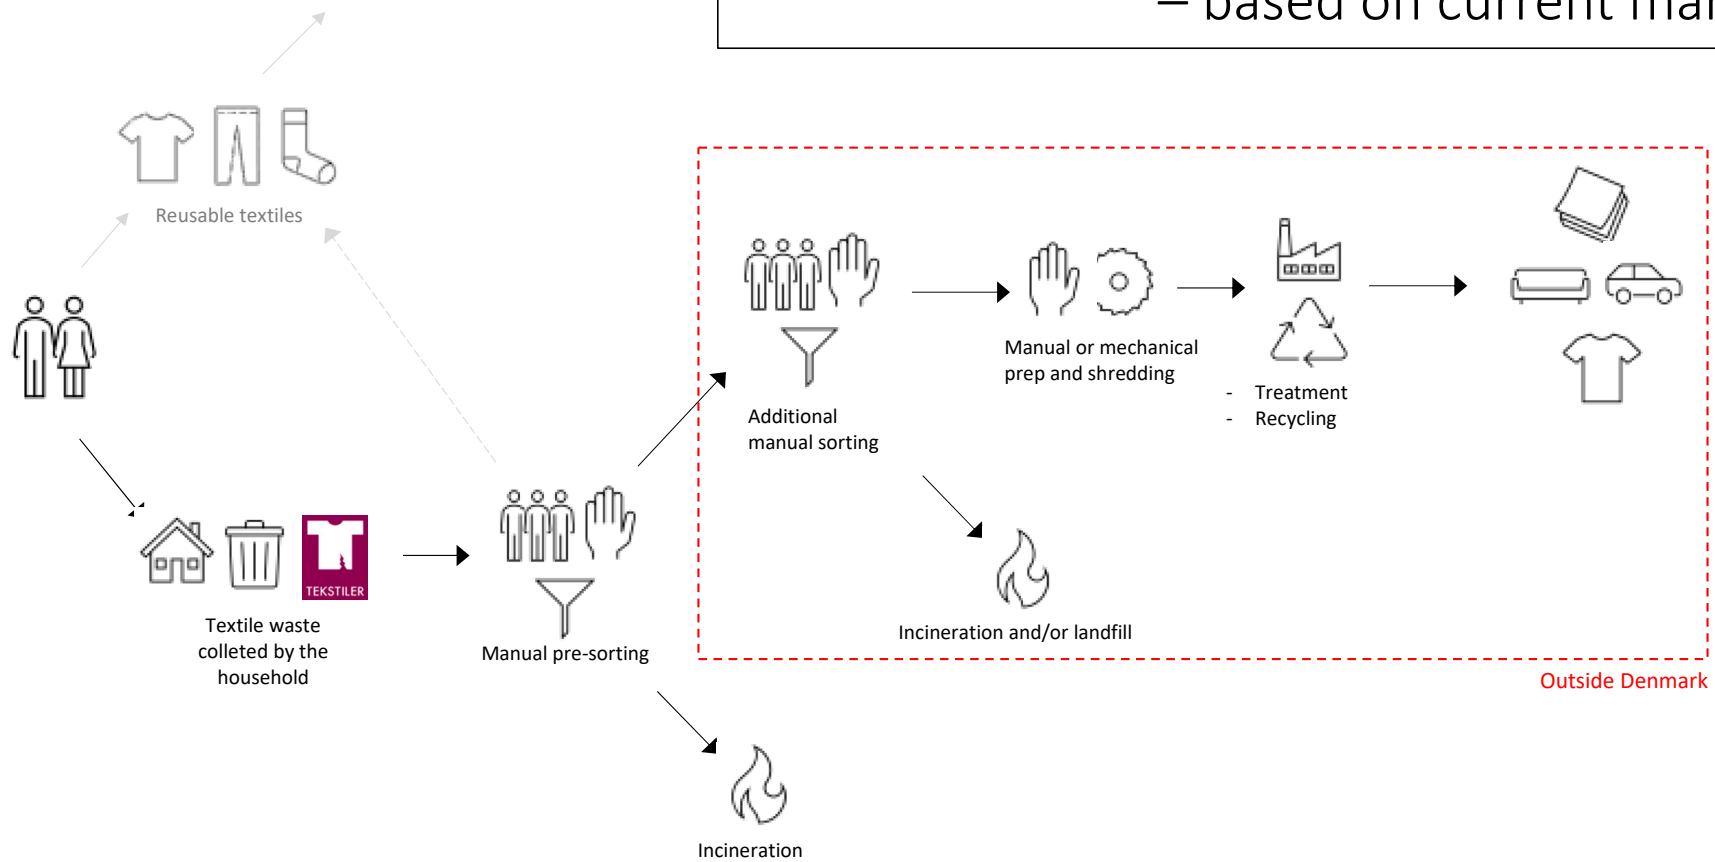 – based on current mar
Reusable textiles
Manual or mechanical
prep and shredding
- Treatment
- Recycling
Additional
manual sorting
TEKSTILER
Textile waste
colleted by the
household
Manual pre-sorting
Incineration and/or landfill
Outside Denmark
Incineration